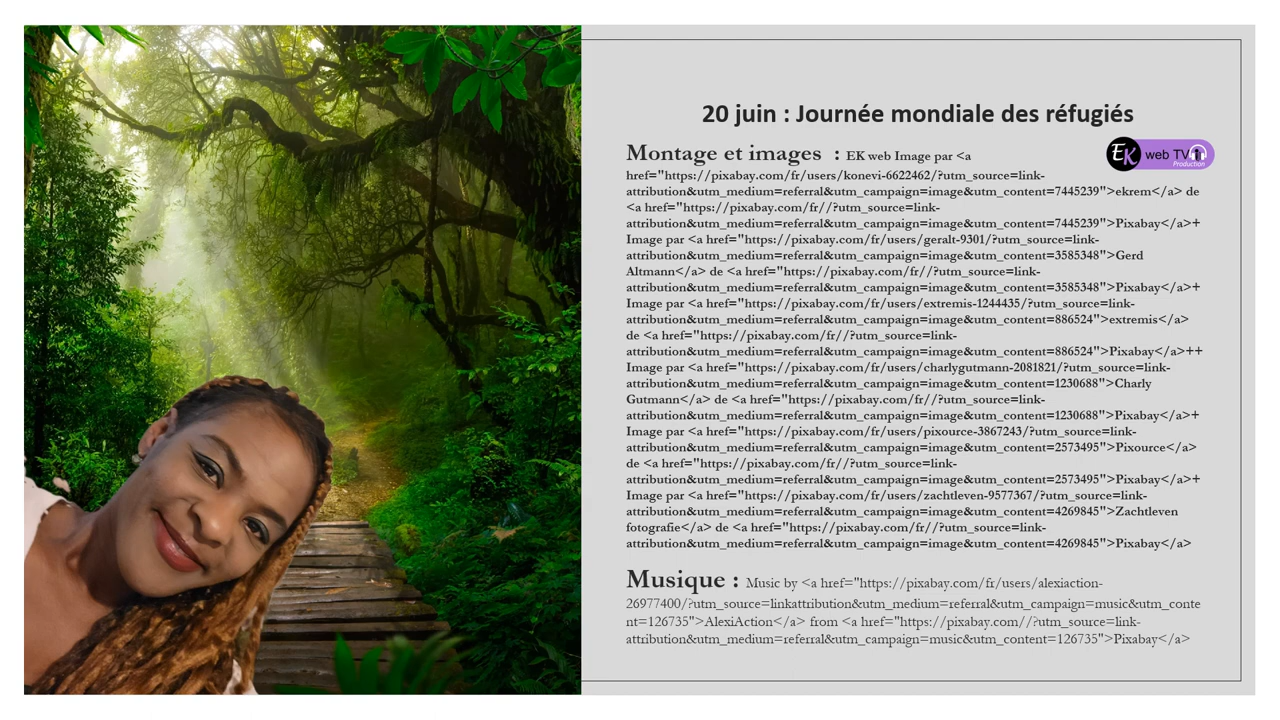 20 juin : Journée mondiale des réfugiés
Montage et images  : EK web Image par <a
EK web TV Production
href="https://pixabay.com/fr/users/konevi-6622462/?utm_source=link-
attribution&utm_medium=referral&utm_campaign=image&utm_content=7445239">ekrem</a> de
<a href="https://pixabay.com/fr//?utm_source=link-
attribution&utm_medium=referral&utm_campaign=image&utm_content=7445239">Pixabay</a>+
Image par <a href="https://pixabay.com/fr/users/geralt-9301/?utm_source=link-
attribution&utm_medium=referral&utm_campaign=image&utm_content=3585348">Gerd
Altmann</a> de <a href="https://pixabay.com/fr//?utm_source=link-
attribution&utm_medium=referral&utm_campaign=image&utm_content=3585348">Pixabay</a>+
Image par <a href="https://pixabay.com/fr/users/extremis-1244435/?utm_source=link-
attribution&utm_medium=referral&utm_campaign=image&utm_content=886524">extremis</a>
de <a href="https://pixabay.com/fr//?utm_source=link-
attribution&utm_medium=referral&utm_campaign=image&utm_content=886524">Pixabay</a>++
Image par <a href="https://pixabay.com/fr/users/charlygutmann-2081821/?utm_source=link-
attribution&utm_medium=referral&utm_campaign=image&utm_content=1230688">Charly
Gutmann</a> de <a href="https://pixabay.com/fr//?utm_source=link-
attribution&utm_medium=referral&utm_campaign=image&utm_content=1230688">Pixabay</a>+
Image par <a href="https://pixabay.com/fr/users/pixource-3867243/?utm_source=link-
attribution&utm_medium=referral&utm_campaign=image&utm_content=2573495">Pixource</a>
de <a href="https://pixabay.com/fr//?utm_source=link-
attribution&utm_medium=referral&utm_campaign=image&utm_content=2573495">Pixabay</a>+
Image par <a href="https://pixabay.com/fr/users/zachtleven-9577367/?utm_source=link-
attribution&utm_medium=referral&utm_campaign=image&utm_content=4269845">Zachtleven
fotografie</a> de <a href="https://pixabay.com/fr//?utm_source=link-
attribution&utm_medium=referral&utm_campaign=image&utm_content=4269845">Pixabay</a>
Musique : Music by <a href="https://pixabay.com/fr/users/alexiaction-
26977400/?utm_source=linkattribution&utm_medium=referral&utm_campaign=music&utm_conte
nt=126735">AlexiAction</a> from <a href="https://pixabay.com//?utm_source=link-
attribution&utm_medium=referral&utm_campaign=music&utm_content=126735">Pixabay</a>